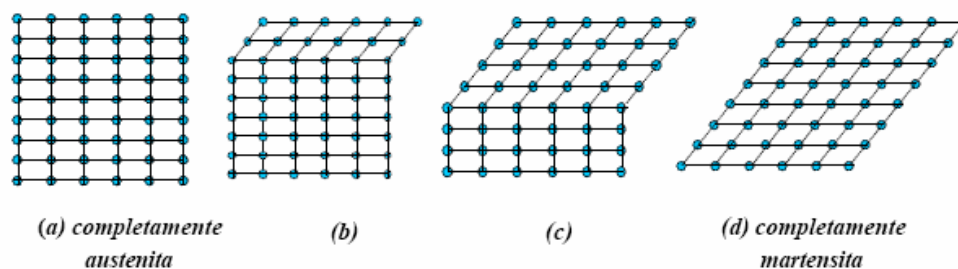 (a) completamente
austenita
(b)
(c)
(d) completamente
martensita